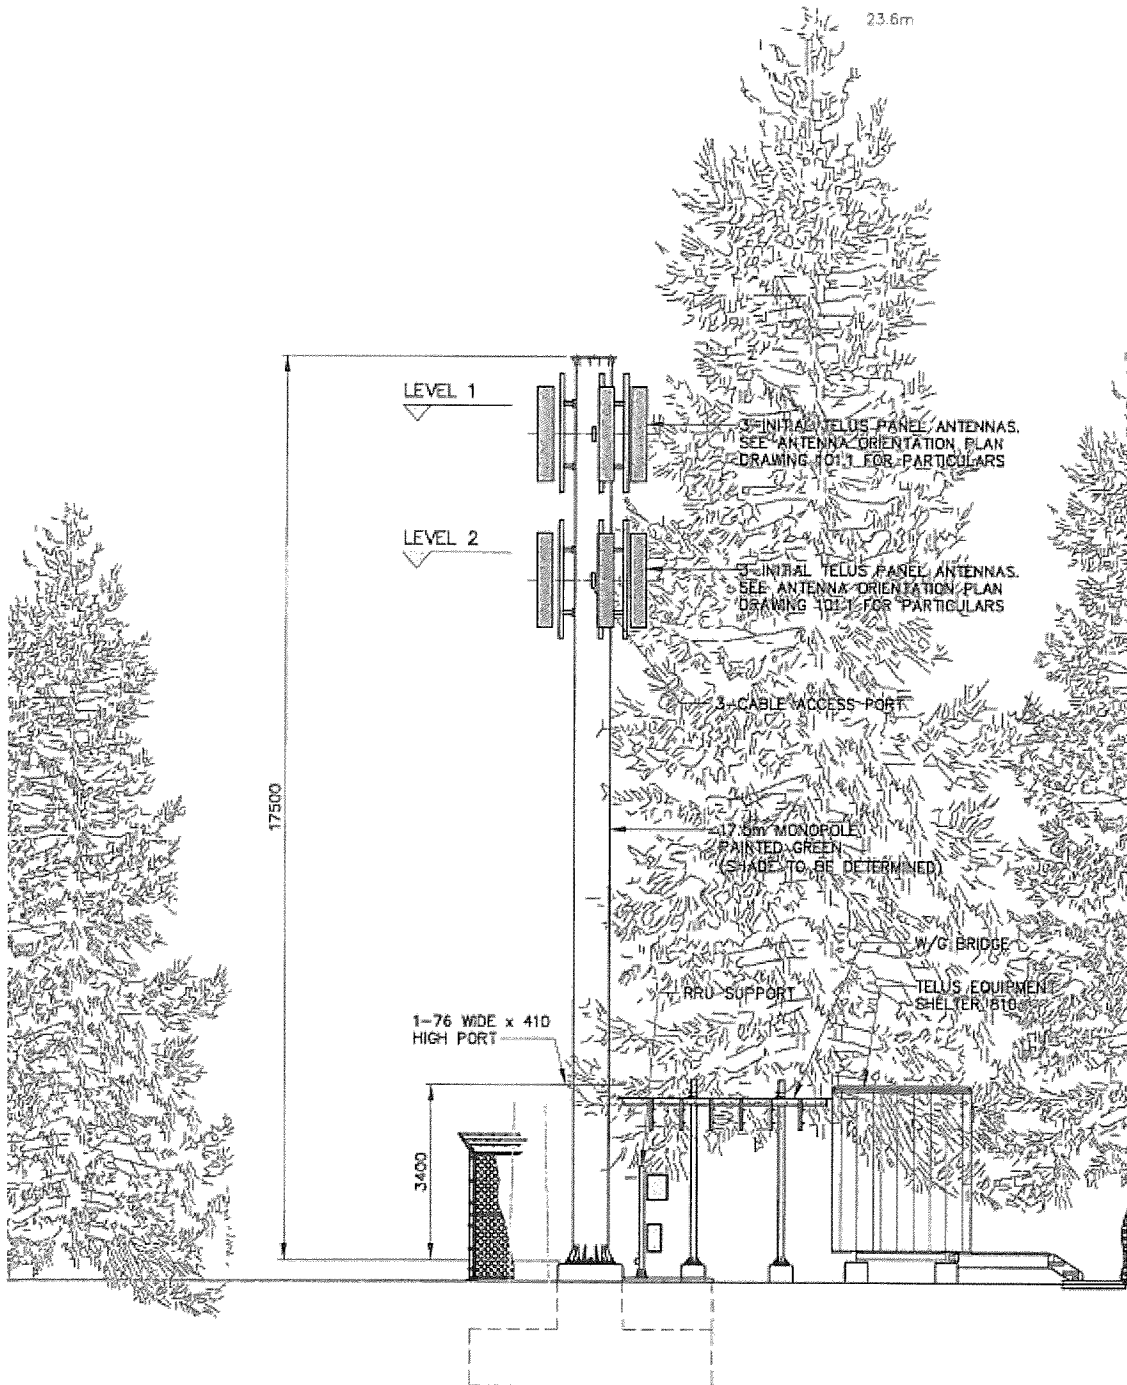 23.6m
LEVEL 1
3-INITIAL TELUS PANEL ANTENNAS.
SEE ANTENNA ORIENTATION PLAN
DRAWING 101.1 FOR PARTICULARS
LEVEL 2
3-INITIAL TELUS PANEL ANTENNAS.
SEE ANTENNA ORIENTATION PLAN
DRAWING 101.1 FOR PARTICULARS
3-CABLE ACCESS PORT
17500
17.5m MONOPOLE
PAINTED GREEN
(SHADE TO BE DETERMINED)
W/G BRIDGE
RRU SUPPORT
TELUS EQUIPMENT
SHELTER 810
1-76 WIDE x 410
HIGH PORT
3400